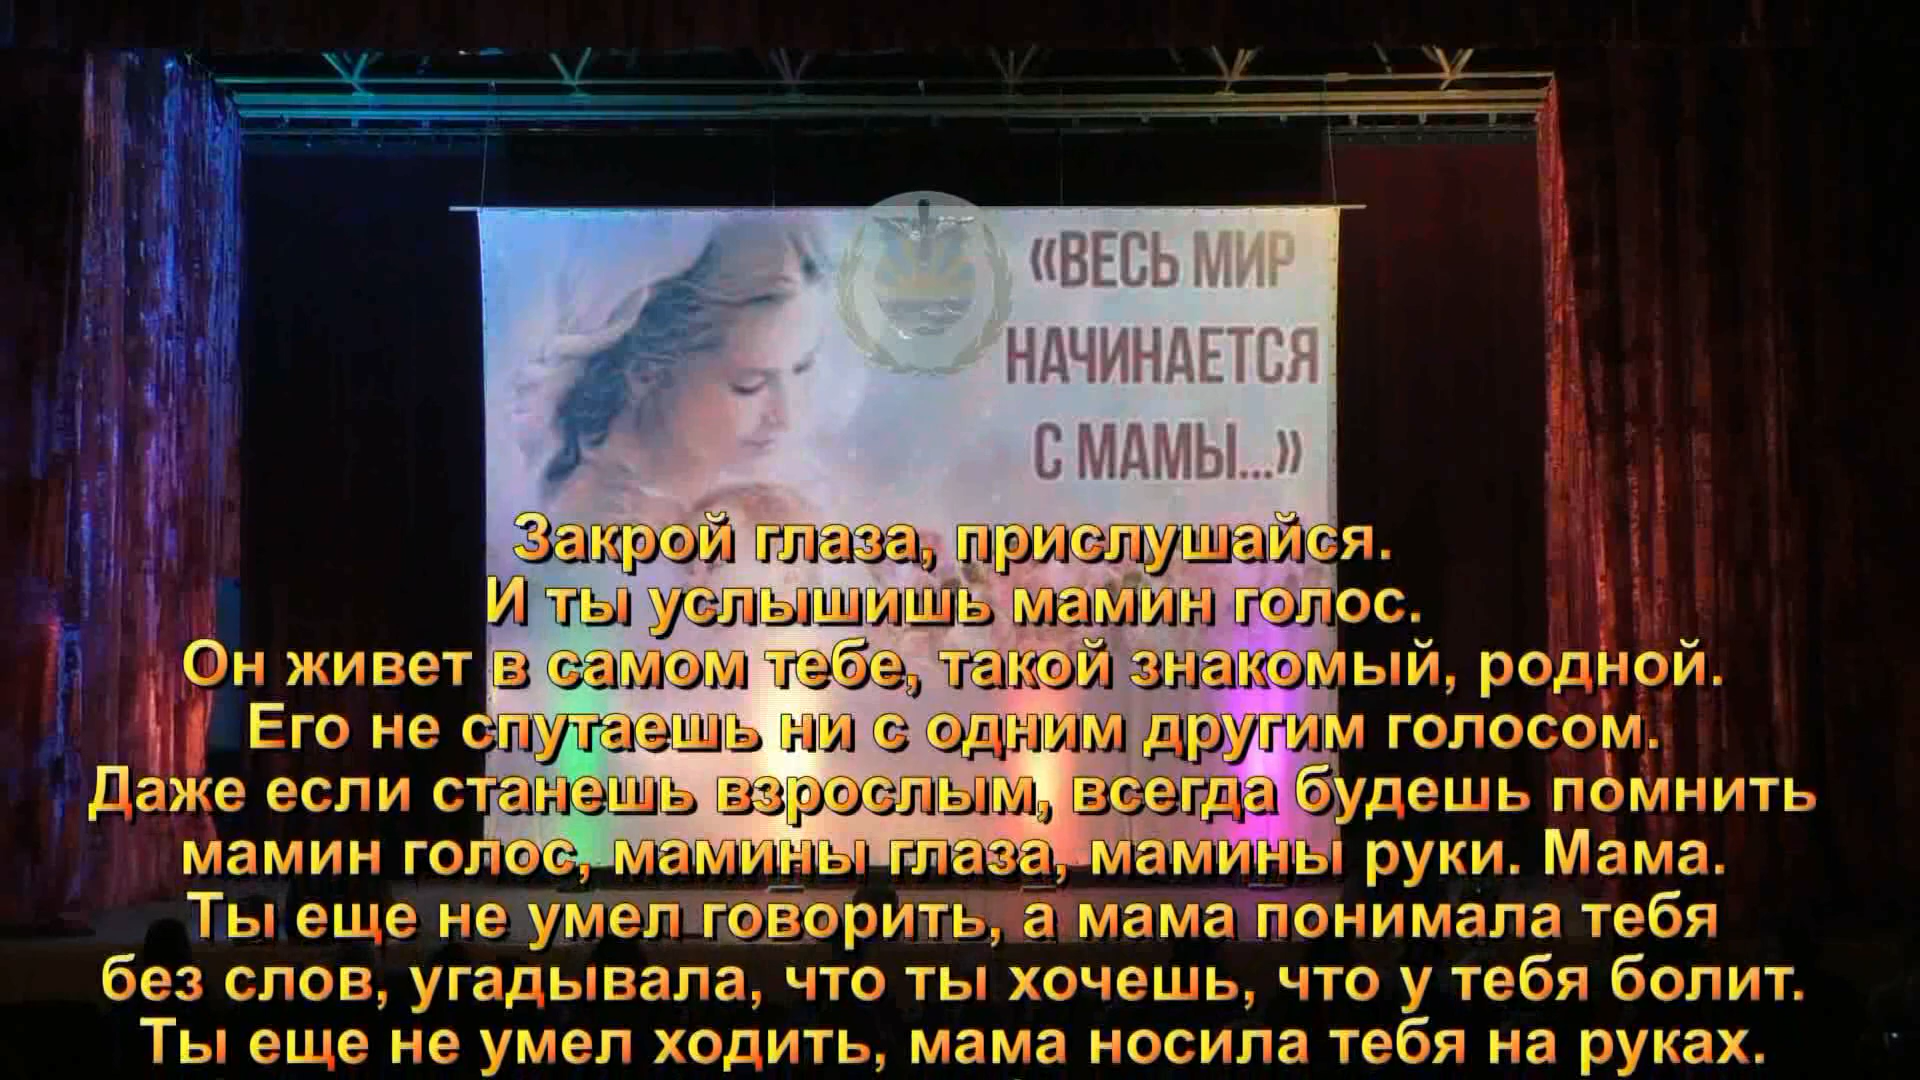 «ВЕСЬ МИР
НАЧИНАЕТСЯ
С МАМЫ...»
Закрой глаза, прислушайся.
И ты услышишь мамин голос.
Он живет в самом тебе, такой знакомый, родной.
Его не спутаешь ни с одним другим голосом.
Даже если станешь взрослым, всегда будешь помнить
мамин голос, мамины глаза, мамины руки. Мама.
Ты еще не умел говорить, а мама понимала тебя
без слов, угадывала, что ты хочешь, что у тебя болит.
Ты еще не умел ходить, мама носила тебя на руках.